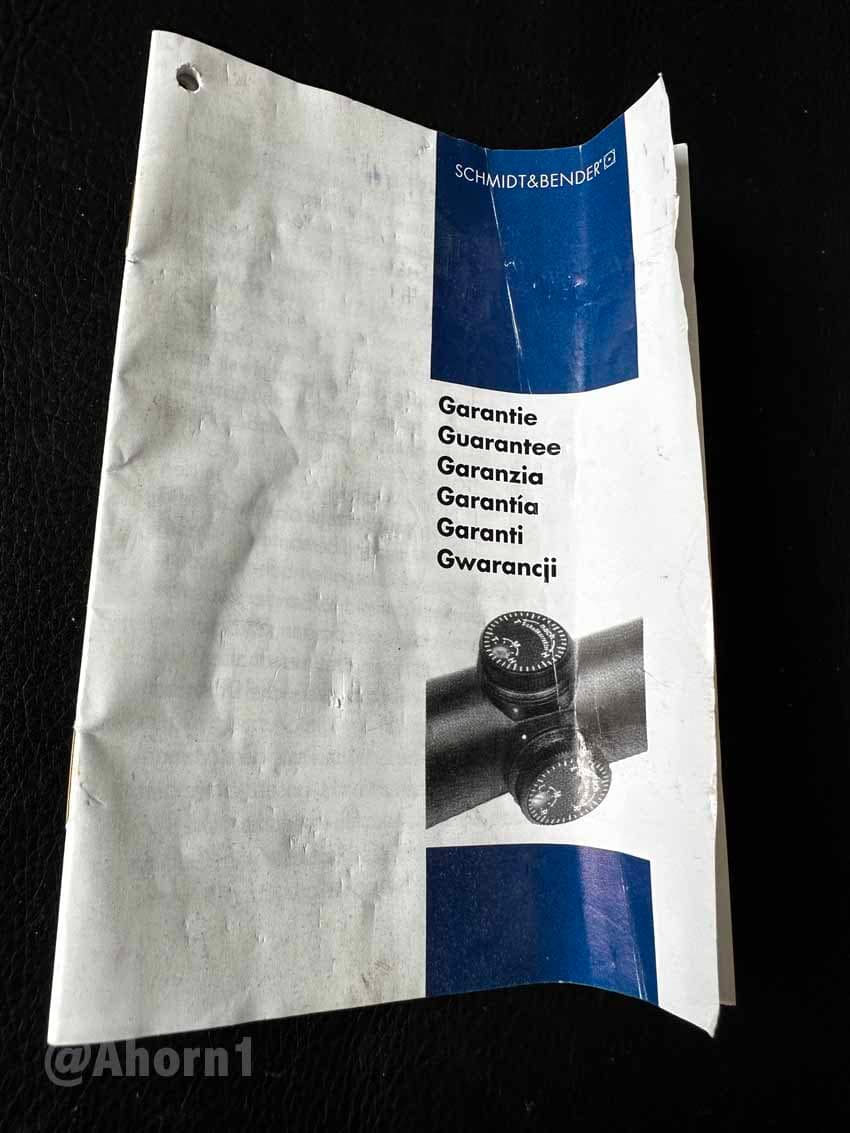 SCHMIDT&BENDER
Garantie
Guarantee
Garanzia
Garantía
Garanti
Gwarancji
@Ahorn1